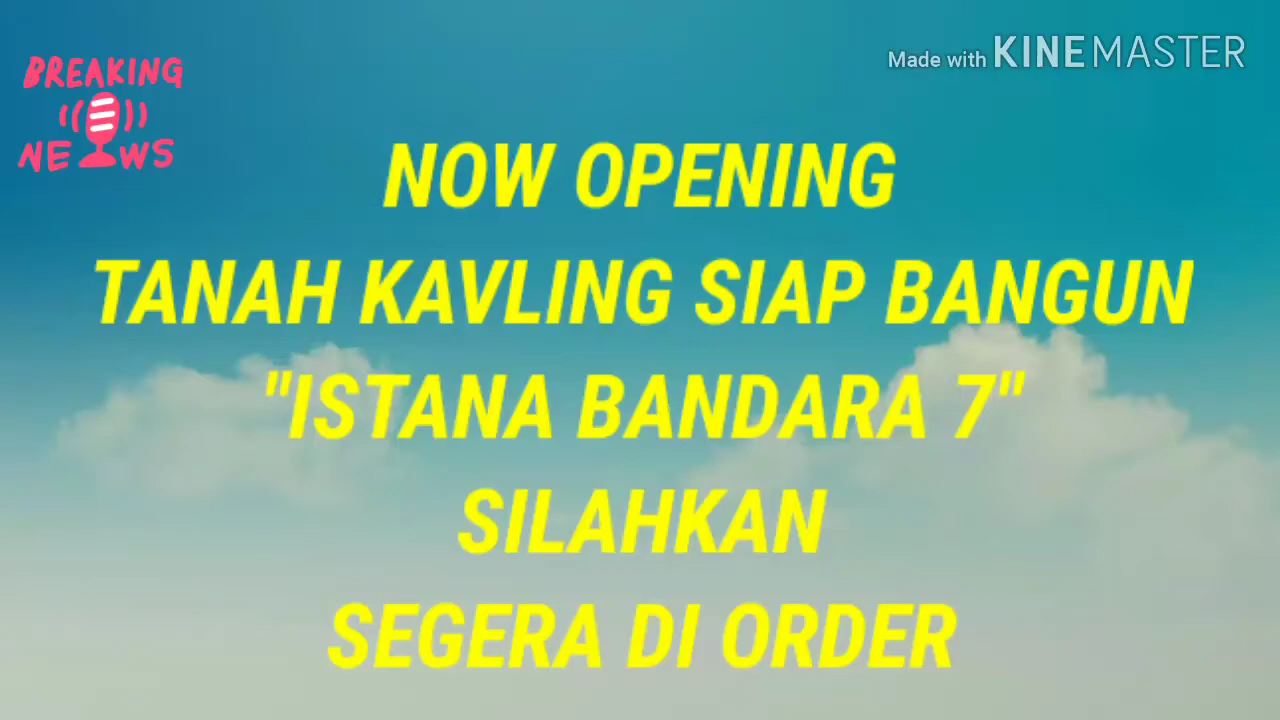 BREAKING
NEWS
Made with KINEMASTER
NOW OPENING
TANAH KAVLING SIAP BANGUN
"ISTANA BANDARA 7"
SILAHKAN
SEGERA DI ORDER